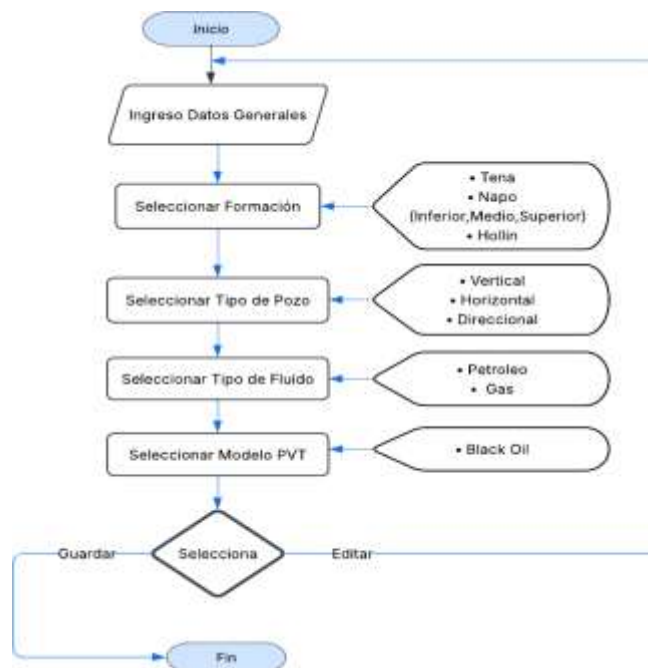 Inicio
Ingreso Datos Generales
Seleccionar Formación
• Tena
• Napo
(Inferior,Medio,Superior)
• Hollin
Seleccionar Tipo de Pozo
• Vertical
• Horizontal
• Direccional
Seleccionar Tipo de Fluido
• Petroleo
• Gas
Seleccionar Modelo PVT
• Black Oil
Guardar
Selecciona
Editar
Fin